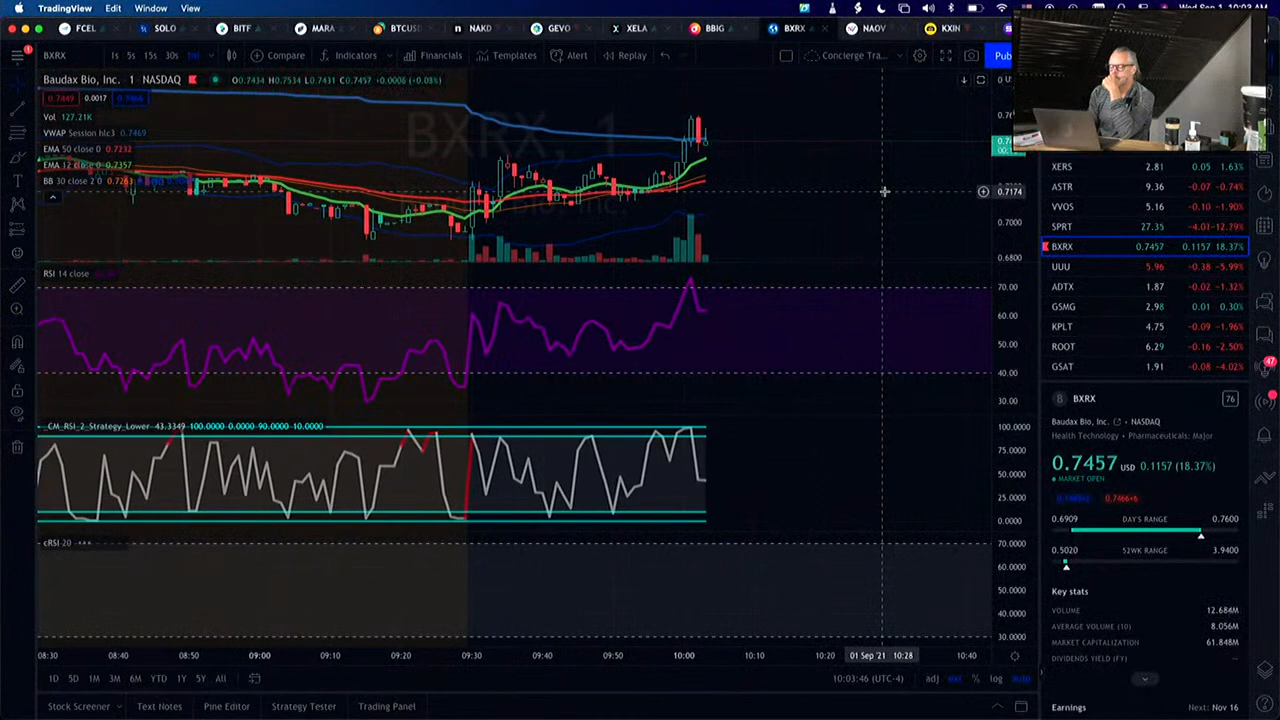 TradingView Edit Window View Wed Sep 1 10:03 AM
FCEL SOLO BITF MARA BTCUS NAKD GEVO XELA BBIG BXRX NAOV KXIN
BXRX 1s 5s 15s 30s 1m Compare Indicators Financials Templates Alert Replay Concierge Tra... Pub
Baudax Bio, Inc. 1 NASDAQ O0.7434 H0.7534 L0.7431 C0.7457 -0.0006 (-0.08%)
0.7449 0.0017 0.7466
Vol 127.21K
VWAP Session hlc3 0.7469
EMA 50 close 0 0.7232
EMA 12 close 0 0.7357
BB 30 close 2 0 0.7263
BXRX, 1
0.7174
0.7000
0.6800
RSI 14 close
70.00
60.00
50.00
40.00
30.00
_CM_RSI_2_Strategy_Lower 43.3349 100.0000 0.0000 90.0000 10.0000
100.0000
75.0000
50.0000
25.0000
0.0000
cRSI 20
70.0000
60.0000
50.0000
40.0000
30.0000
08:30 08:40 08:50 09:00 09:10 09:20 09:30 09:40 09:50 10:00 10:10 10:20 01 Sep '21 10:28 10:40
1D 5D 1M 3M 6M YTD 1Y 5Y All 10:03:46 (UTC-4) adj ext % log auto
Stock Screener Text Notes Pine Editor Strategy Tester Trading Panel
XERS 2.81 0.05 1.63%
ASTR 9.36 -0.07 -0.74%
VVOS 5.16 -0.10 -1.90%
SPRT 27.35 -4.01 -12.79%
BXRX 0.7457 0.1157 18.37%
UUU 5.96 -0.38 -5.99%
ADTX 1.87 -0.02 -1.32%
GSMG 2.98 0.01 0.30%
KPLT 4.75 -0.09 -1.96%
ROOT 6.29 -0.16 -2.50%
GSAT 1.91 -0.08 -4.02%
47
B BXRX 76
Baudax Bio, Inc. NASDAQ
Health Technology Pharmaceuticals: Major
0.7457 USD 0.1157 (18.37%)
MARKET OPEN
0.7466×6
0.6909 DAY'S RANGE 0.7600
0.5020 52WK RANGE 3.9400
Key stats
VOLUME 12.684M
AVERAGE VOLUME (10) 8.056M
MARKET CAPITALIZATION 61.848M
DIVIDENDS YIELD (FY) —
Earnings Next: Nov 16